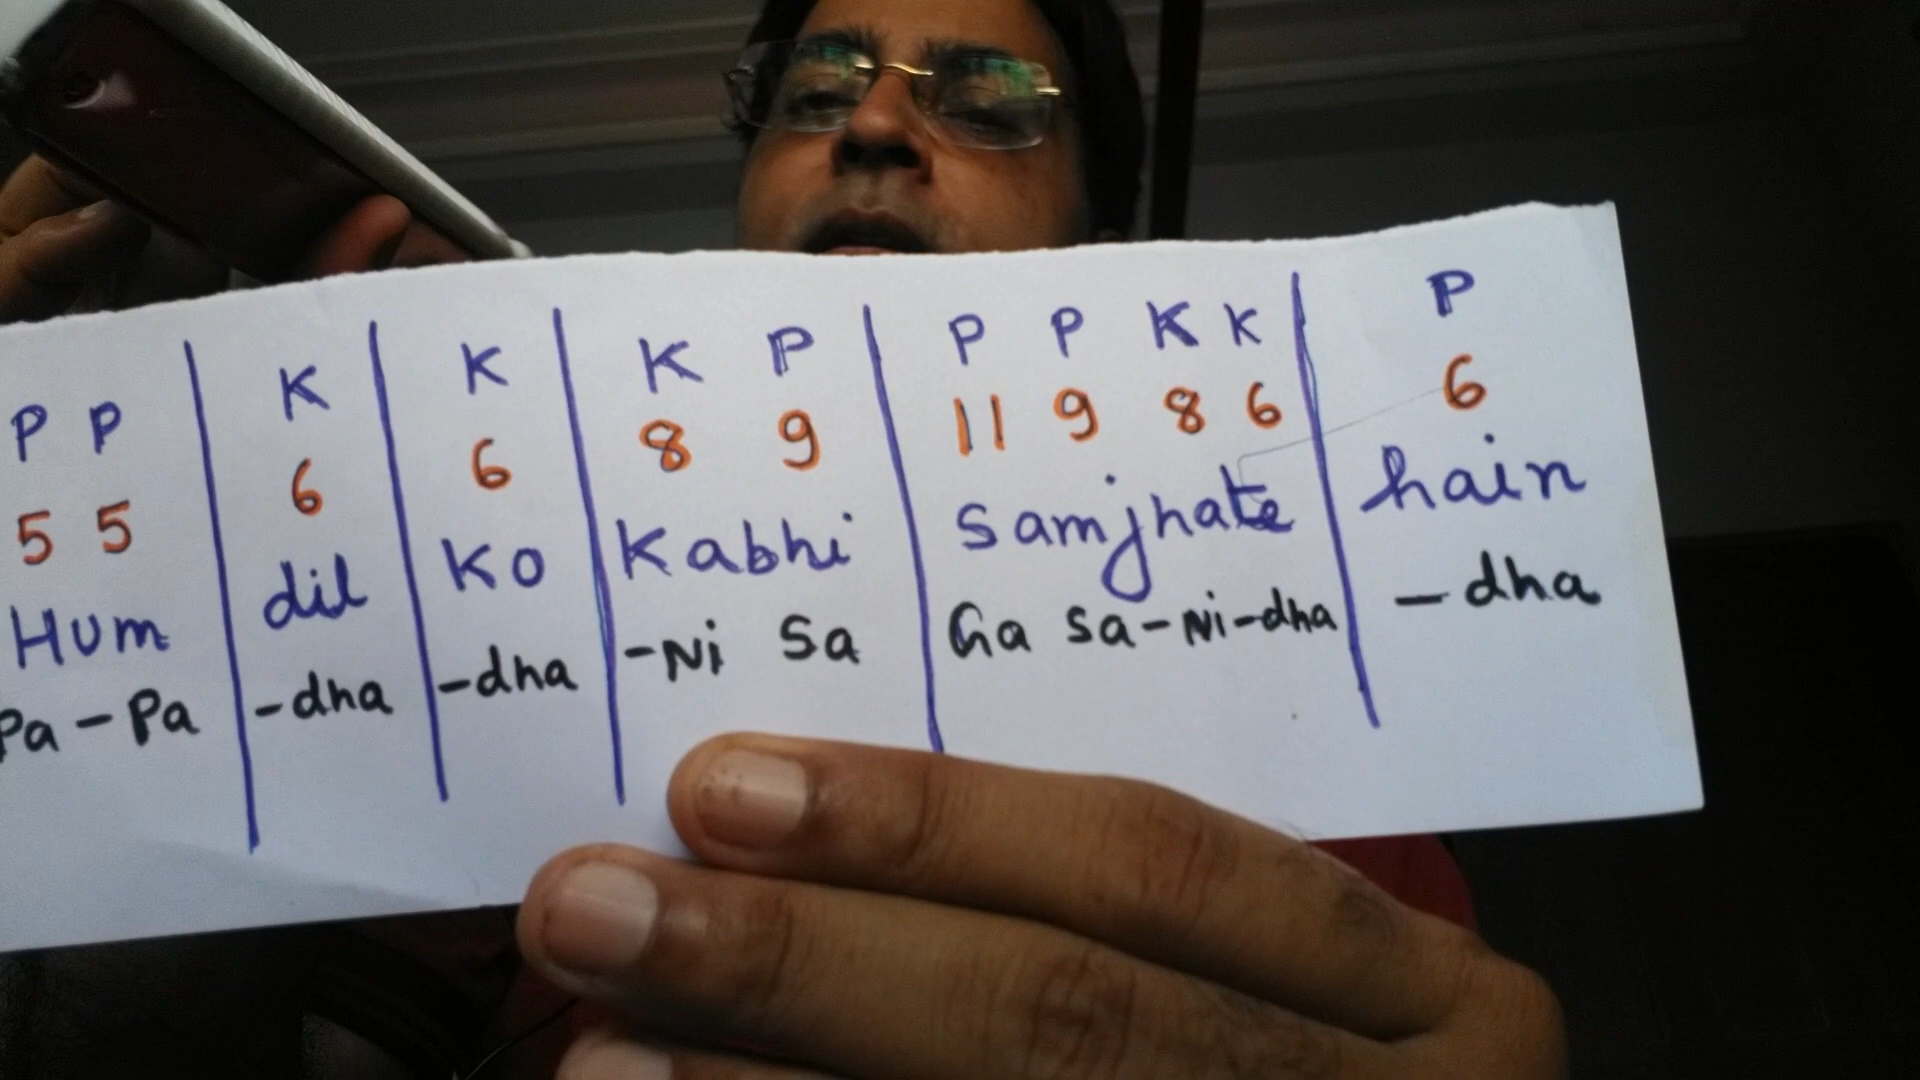 P P | K | K | K P | P P K K | P
5 5 | 6 | 6 | 8 9 | 11 9 8 6 | 6
Hum | dil | Ko | Kabhi | Samjhate | hain
Pa - Pa | -dha | -dha | -Ni Sa | Ga Sa-Ni-dha | - dha